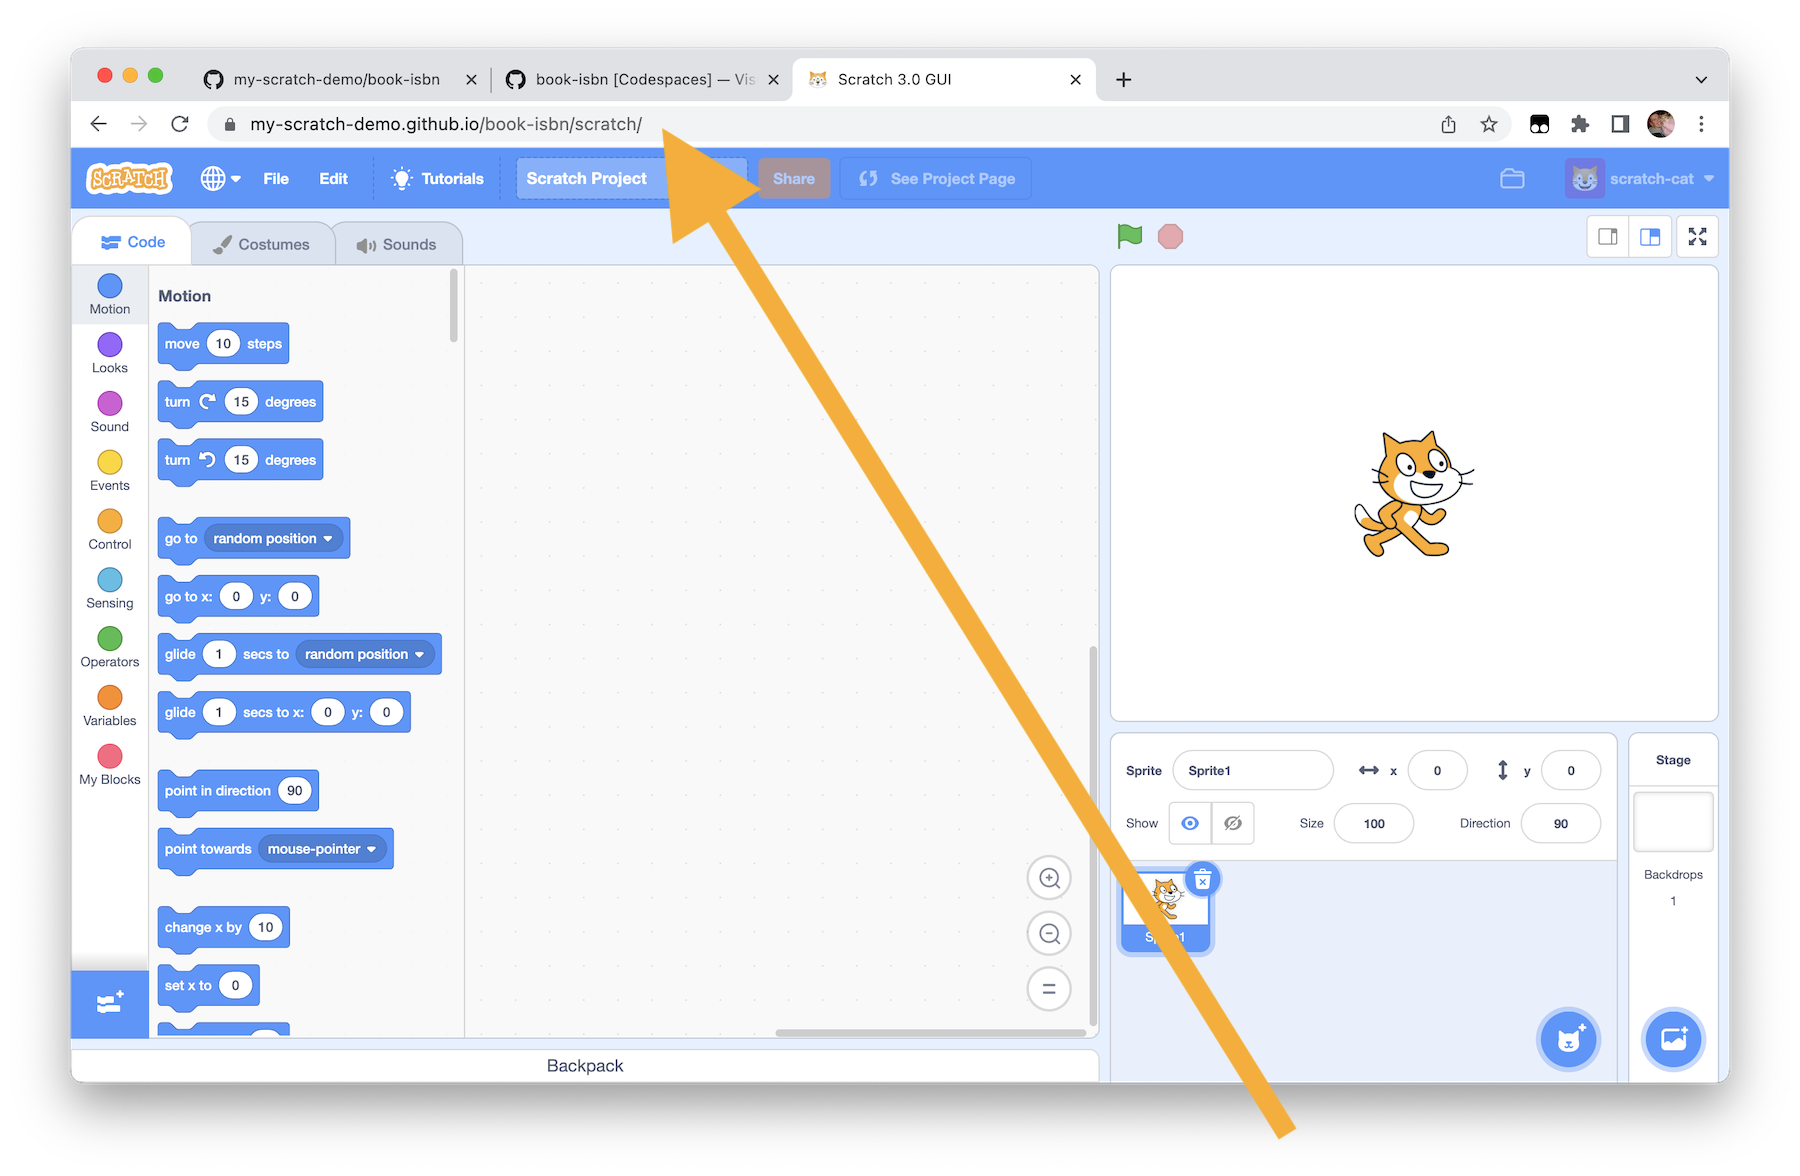 my-scratch-demo/book-isbn
book-isbn [Codespaces] — Vis
Scratch 3.0 GUI
my-scratch-demo.github.io/book-isbn/scratch/
SCRATCH
File
Edit
Tutorials
Scratch Project
Share
See Project Page
scratch-cat
Code
Costumes
Sounds
Motion
Looks
Sound
Events
Control
Sensing
Operators
Variables
My Blocks
Motion
move 10 steps
turn 15 degrees
turn 15 degrees
go to random position
go to x: 0 y: 0
glide 1 secs to random position
glide 1 secs to x: 0 y: 0
point in direction 90
point towards mouse-pointer
change x by 10
set x to 0
Backpack
Sprite Sprite1 x 0 y 0
Show Size 100 Direction 90
Stage
Backdrops
1